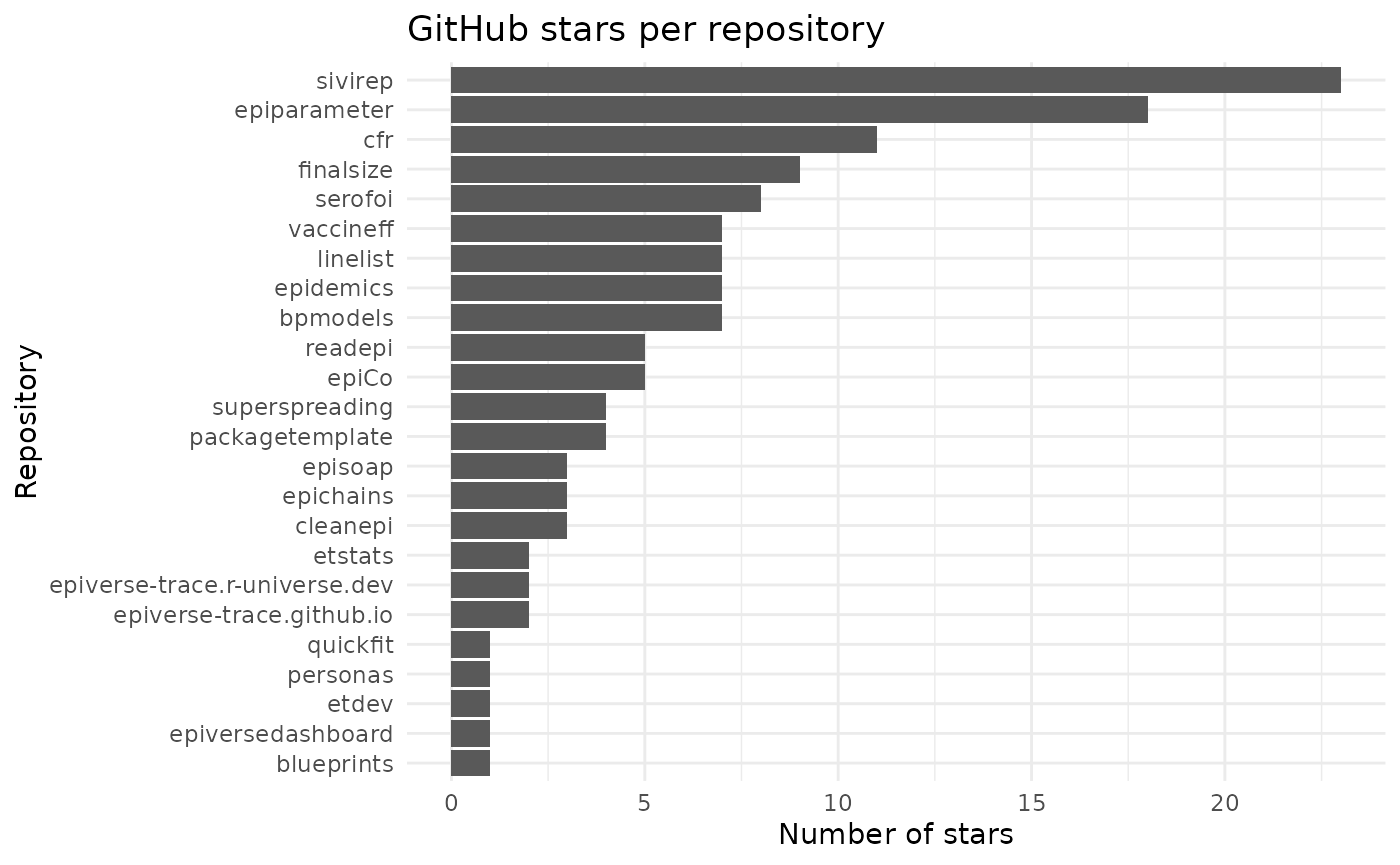 GitHub stars per repository
sivirep
epiparameter
cfr
finalsize
serofoi
vaccineff
linelist
epidemics
bpmodels
readepi
epiCo
superspreading
packagetemplate
episoap
epichains
cleanepi
etstats
epiverse-trace.r-universe.dev
epiverse-trace.github.io
quickfit
personas
etdev
epiversedashboard
blueprints
Repository
0 5 10 15 20
Number of stars